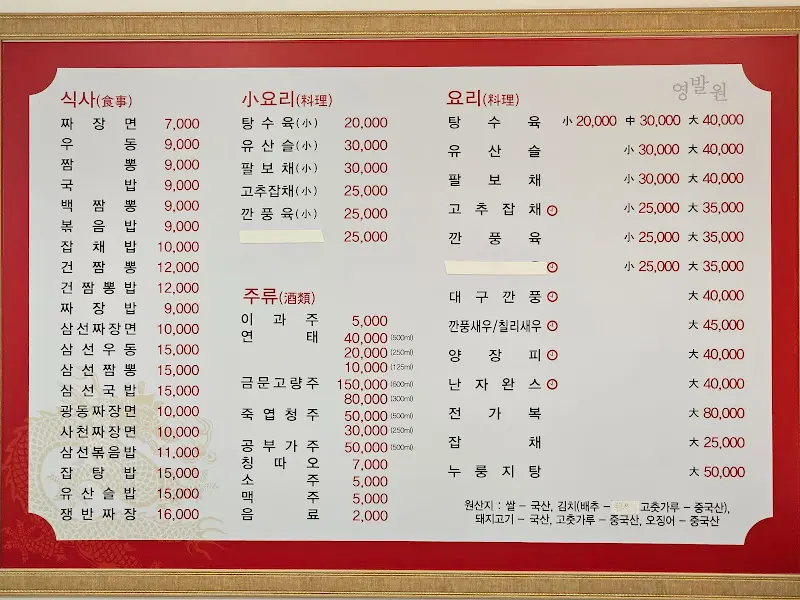 영발원
식사(食事)
짜장면 7,000
우동 9,000
짬뽕 9,000
국밥 9,000
백짬뽕 9,000
볶음밥 9,000
잡채밥 10,000
건짬뽕 12,000
건짬뽕밥 12,000
짜장밥 9,000
삼선짜장면 10,000
삼선우동 15,000
삼선짬뽕 15,000
삼선국밥 15,000
광동짜장면 10,000
사천짜장면 10,000
삼선볶음밥 11,000
잡탕밥 15,000
유산슬밥 15,000
쟁반짜장 16,000
小요리(料理)
탕수육(小) 20,000
유산슬(小) 30,000
팔보채(小) 30,000
고추잡채(小) 25,000
깐풍육(小) 25,000
25,000
주류(酒類)
이과주 5,000
연태 40,000(500ml)
20,000(250ml)
10,000(125ml)
금문고량주 150,000(600ml)
80,000(300ml)
죽엽청주 50,000(500ml)
30,000(250ml)
공부가주 50,000(500ml)
칭따오 7,000
소주 5,000
맥주 5,000
음료 2,000
요리(料理)
탕수육 小 20,000 中 30,000 大 40,000
유산슬 小 30,000 大 40,000
팔보채 小 30,000 大 40,000
고추잡채 小 25,000 大 35,000
깐풍육 小 25,000 大 35,000
小 25,000 大 35,000
대구깐풍 大 40,000
깐풍새우/칠리새우 大 45,000
양장피 大 40,000
난자완스 大 40,000
전가복 大 80,000
잡채 大 25,000
누룽지탕 大 50,000
원산지 : 쌀 - 국산, 김치(배추 - 고춧가루 - 중국산),
돼지고기 - 국산, 고춧가루 - 중국산, 오징어 - 중국산